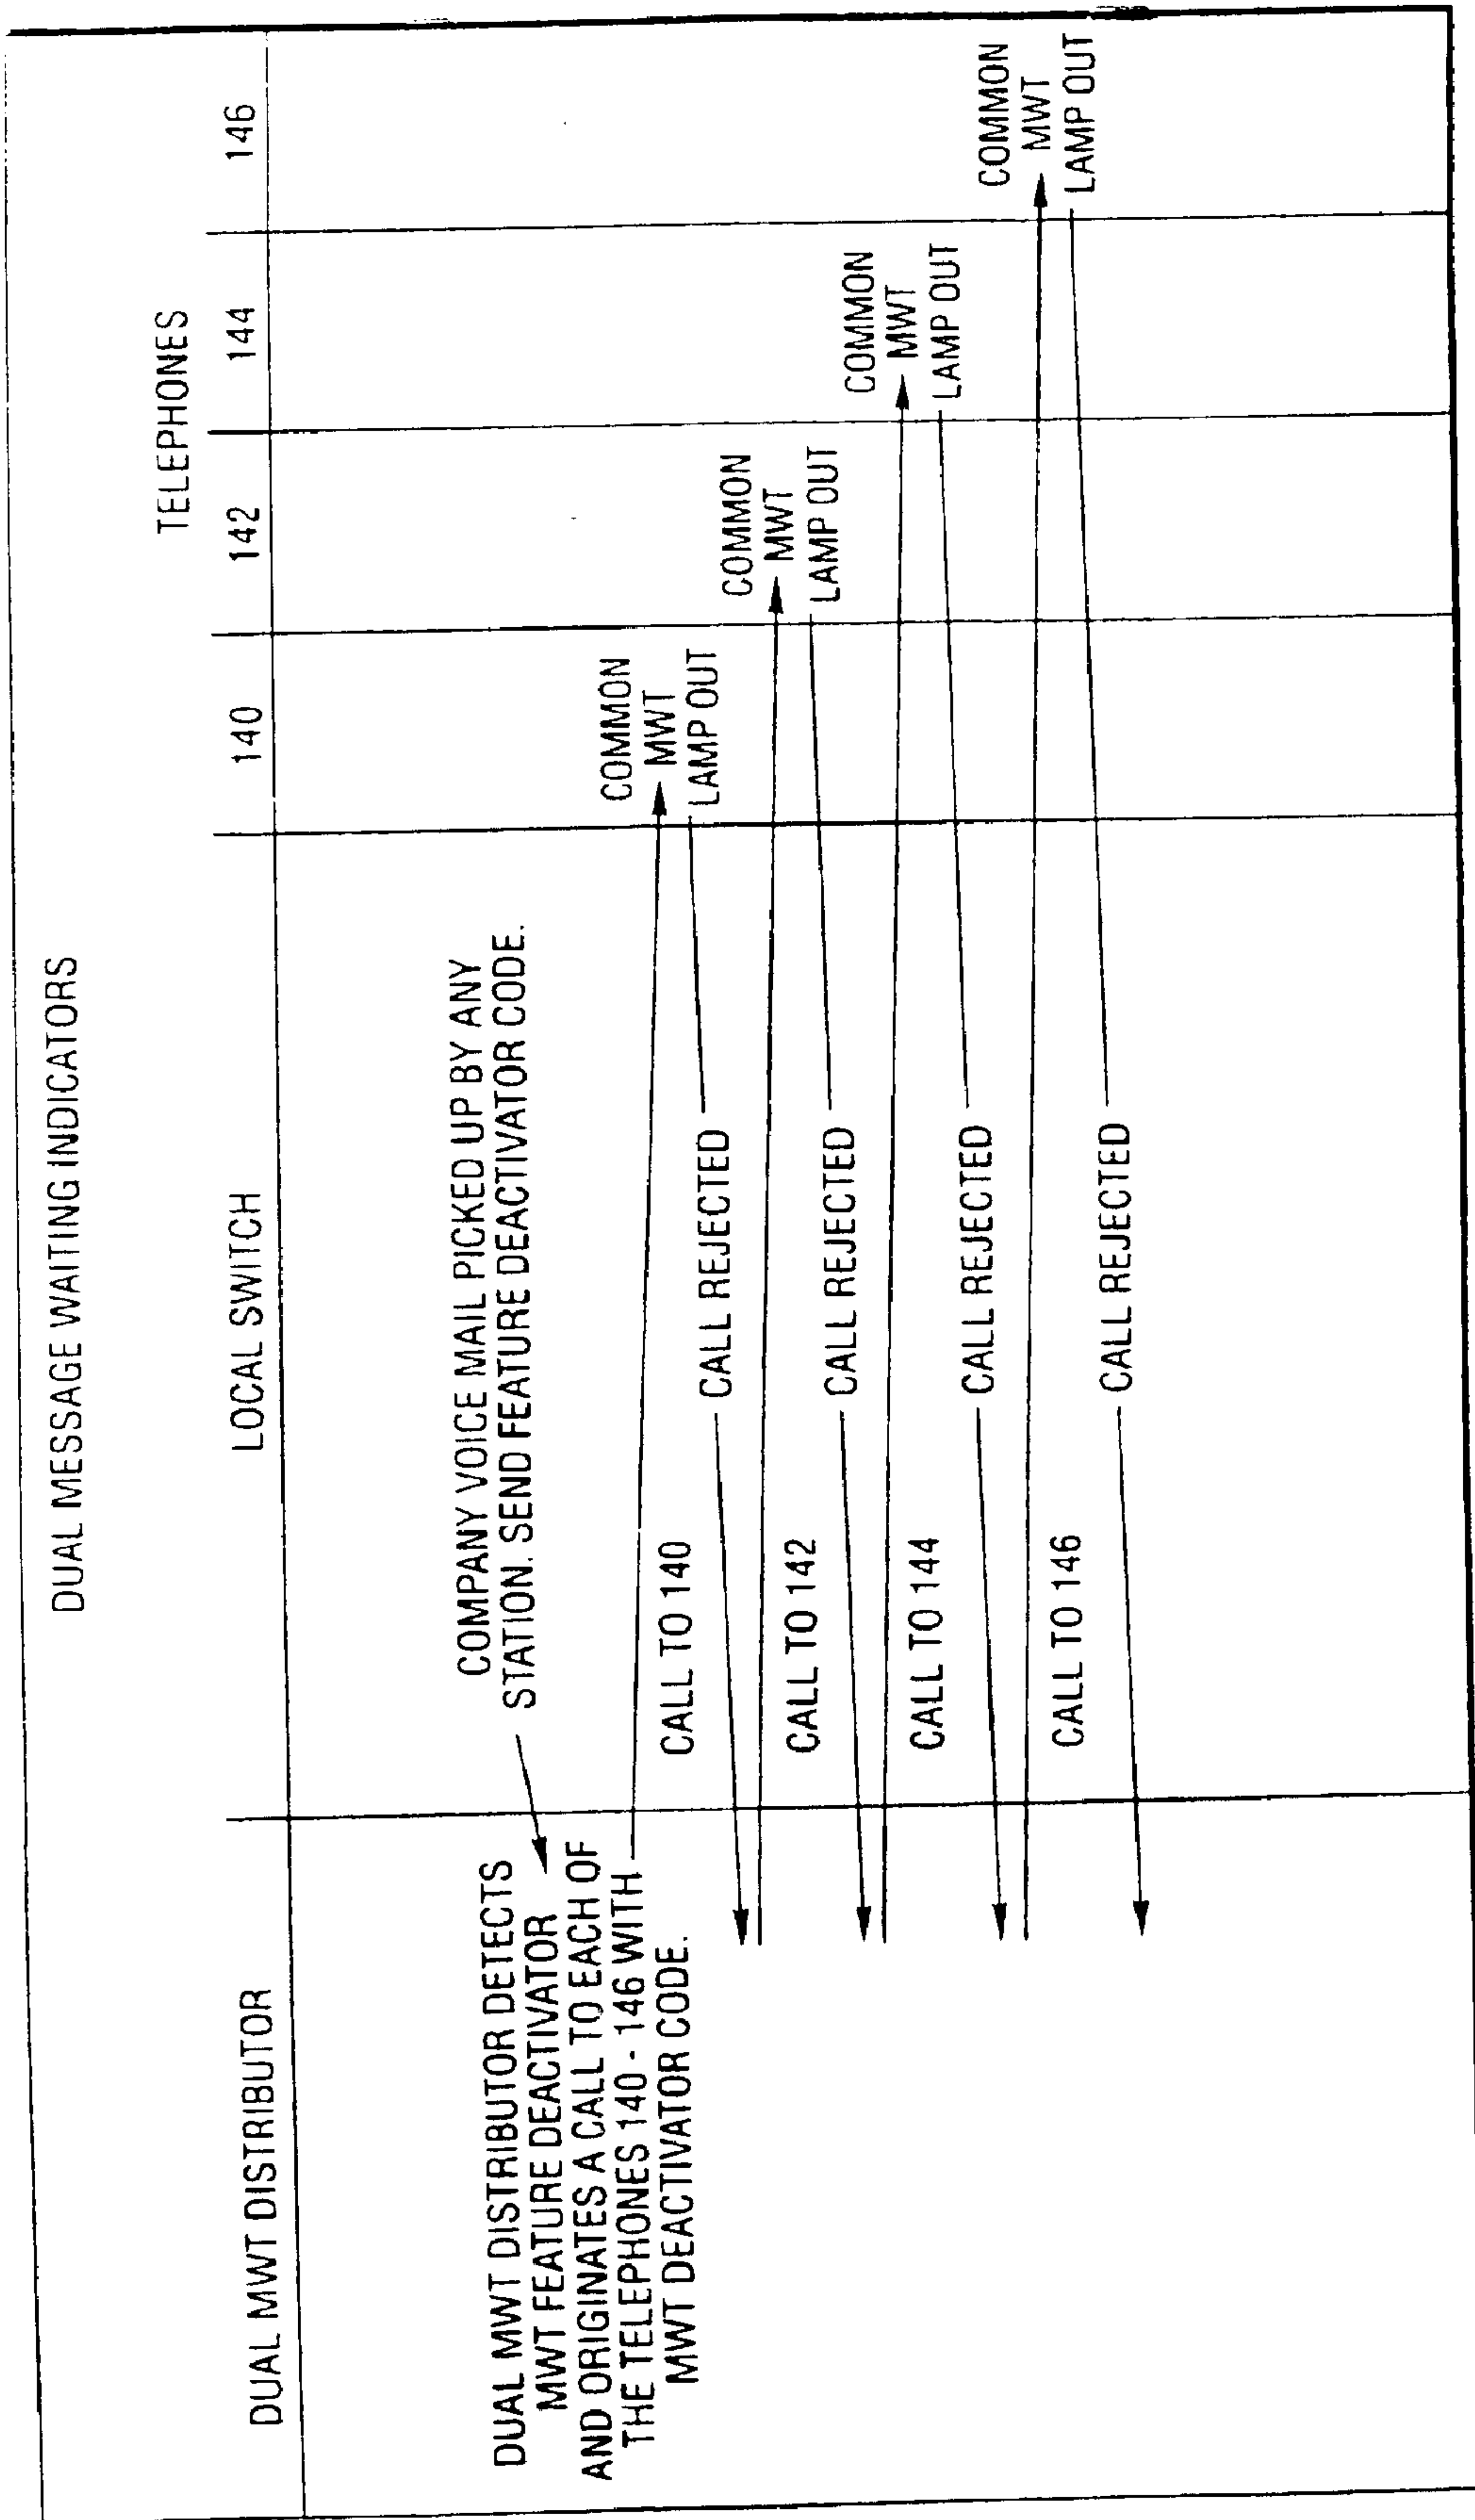 DUAL MESSAGE WAITING INDICATORS
DUAL MWT DISTRIBUTOR
LOCAL SWITCH
TELEPHONES
140
142
144
146
COMPANY VOICE MAIL PICKED UP BY ANY
STATION. SEND FEATURE DEACTIVATOR CODE.
DUAL MWT DISTRIBUTOR DETECTS
MWT FEATURE DEACTIVATOR
AND ORIGINATES A CALL TO EACH OF
THE TELEPHONES 140 - 146 WITH
MWT DEACTIVATOR CODE.
CALL TO 140
COMMON
MWT
LAMP OUT
CALL REJECTED
CALL TO 142
COMMON
MWT
LAMP OUT
CALL REJECTED
CALL TO 144
COMMON
MWT
LAMP OUT
CALL REJECTED
CALL TO 146
COMMON
MWT
LAMP OUT
CALL REJECTED